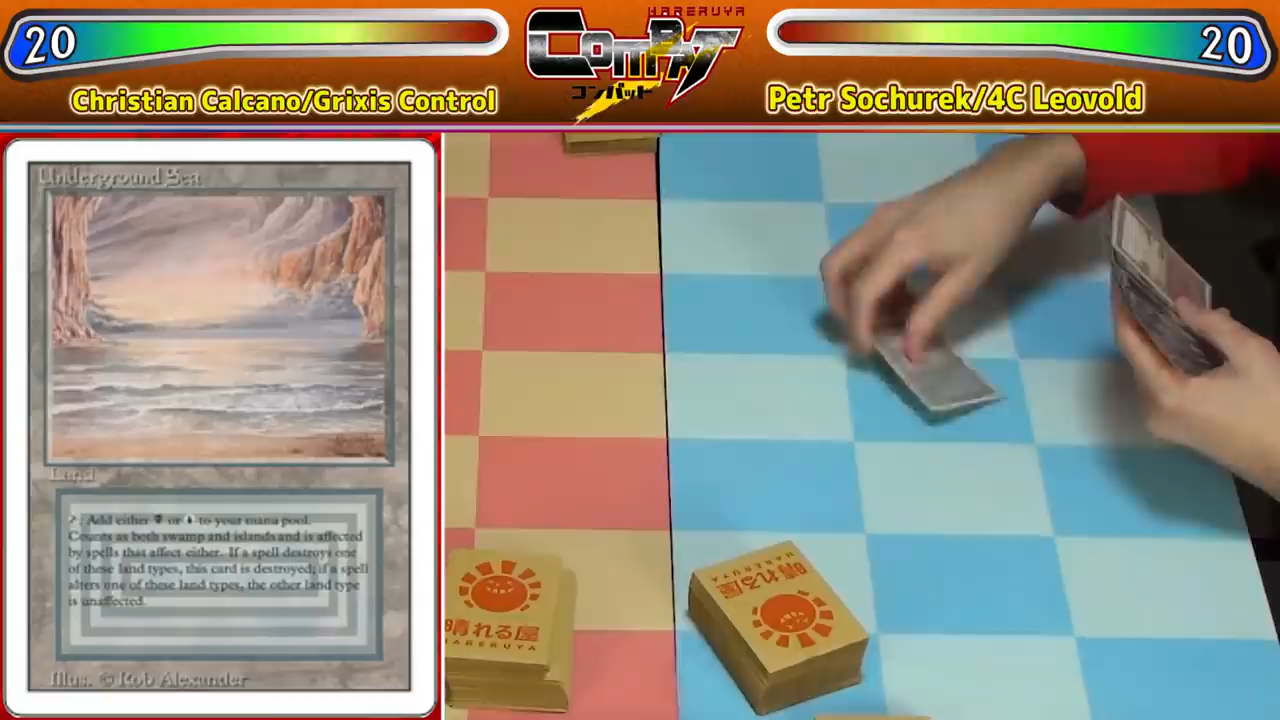 20
HARERUYA
COMBAT
コンバット
20
Christian Calcano/Grixis Control
Petr Sochurek/4C Leovold
Underground Sea
Land
: Add either or to your mana pool.
Counts as both swamp and islands and is affected
by spells that affect either. If a spell destroys one
of these land types, this card is destroyed; if a spell
alters one of these land types, the other land type
is unaffected.
Illus. © Rob Alexander
晴れる屋
HARERUYA
晴れる屋
HARERUYA